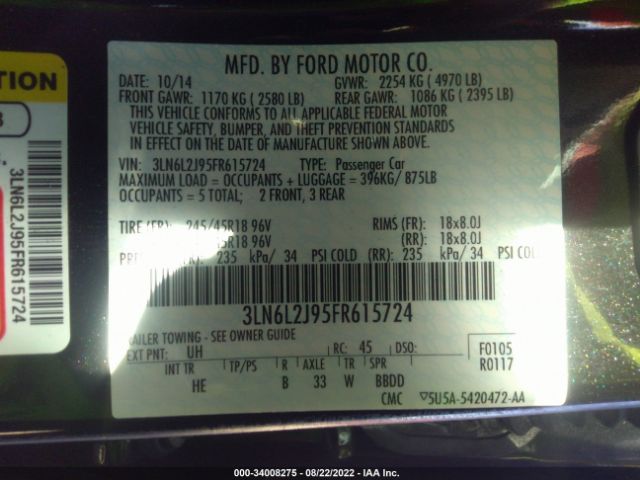 MFD. BY FORD MOTOR CO.
DATE: 10/14 GVWR: 2254 KG ( 4970 LB)
FRONT GAWR: 1170 KG ( 2580 LB) REAR GAWR: 1086 KG ( 2395 LB)
THIS VEHICLE CONFORMS TO ALL APPLICABLE FEDERAL MOTOR
VEHICLE SAFETY, BUMPER, AND THEFT PREVENTION STANDARDS
IN EFFECT ON THE DATE OF MANUFACTURE SHOWN ABOVE.
VIN: 3LN6L2J95FR615724 TYPE: Passenger Car
MAXIMUM LOAD = OCCUPANTS + LUGGAGE = 396KG/ 875LB
OCCUPANTS = 5 TOTAL; 2 FRONT, 3 REAR
TIRE (FR): 245/45R18 96V RIMS (FR): 18x8.0J
45R18 96V (RR): 18x8.0J
235 kPa/ 34 PSI COLD (RR): 235 kPa/ 34 PSI COLD
3LN6L2J95FR615724
TRAILER TOWING - SEE OWNER GUIDE
EXT PNT: UH RC: 45 DSO: F0105
INT TR TP/PS R AXLE TR SPR R0117
HE B 33 W BBDD
CMC 5U5A-5420472-AA
TION
3
3LN6L2J95FR615724
000-34008275 - 08/22/2022 - IAA Inc.